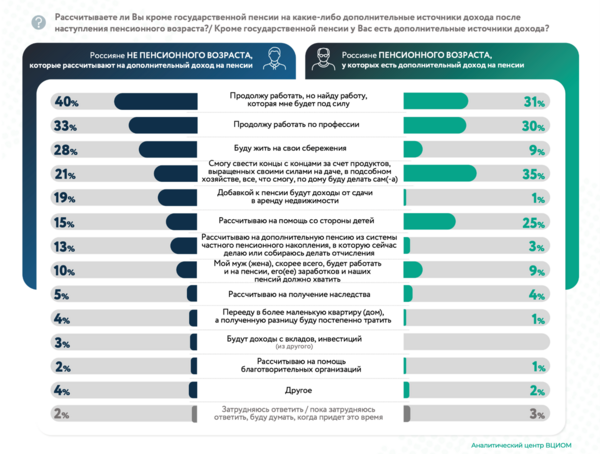 ?
Рассчитываете ли Вы кроме государственной пенсии на какие-либо дополнительные источники дохода после
наступления пенсионного возраста?/ Кроме государственной пенсии у Вас есть дополнительные источники дохода?
Россияне НЕ ПЕНСИОННОГО ВОЗРАСТА,
которые рассчитывают на дополнительный доход на пенсии
Россияне ПЕНСИОННОГО ВОЗРАСТА,
у которых есть дополнительный доход на пенсии
40%
Продолжу работать, но найду работу,
которая мне будет под силу
31%
33%
Продолжу работать по профессии
30%
28%
Буду жить на свои сбережения
9%
21%
Смогу свести концы с концами за счет продуктов,
выращенных своими силами на даче, в подсобном
хозяйстве, все, что смогу, по дому буду делать сам(-а)
35%
19%
Добавкой к пенсии будут доходы от сдачи
в аренду недвижимости
1%
15%
Рассчитываю на помощь со стороны детей
25%
13%
Рассчитываю на дополнительную пенсию из системы
частного пенсионного накопления, в которую сейчас
делаю или собираюсь делать отчисления
3%
10%
Мой муж (жена), скорее всего, будет работать
и на пенсии, его(ее) заработков и наших
пенсий должно хватить
9%
5%
Рассчитываю на получение наследства
4%
4%
Перееду в более маленькую квартиру (дом),
а полученную разницу буду постепенно тратить
1%
3%
Будут доходы с вкладов, инвестиций
(из другого)
2%
Рассчитываю на помощь
благотворительных организаций
1%
4%
Другое
2%
2%
Затрудняюсь ответить / пока затрудняюсь
ответить, буду думать, когда придет это время
3%
Аналитический центр ВЦИОМ